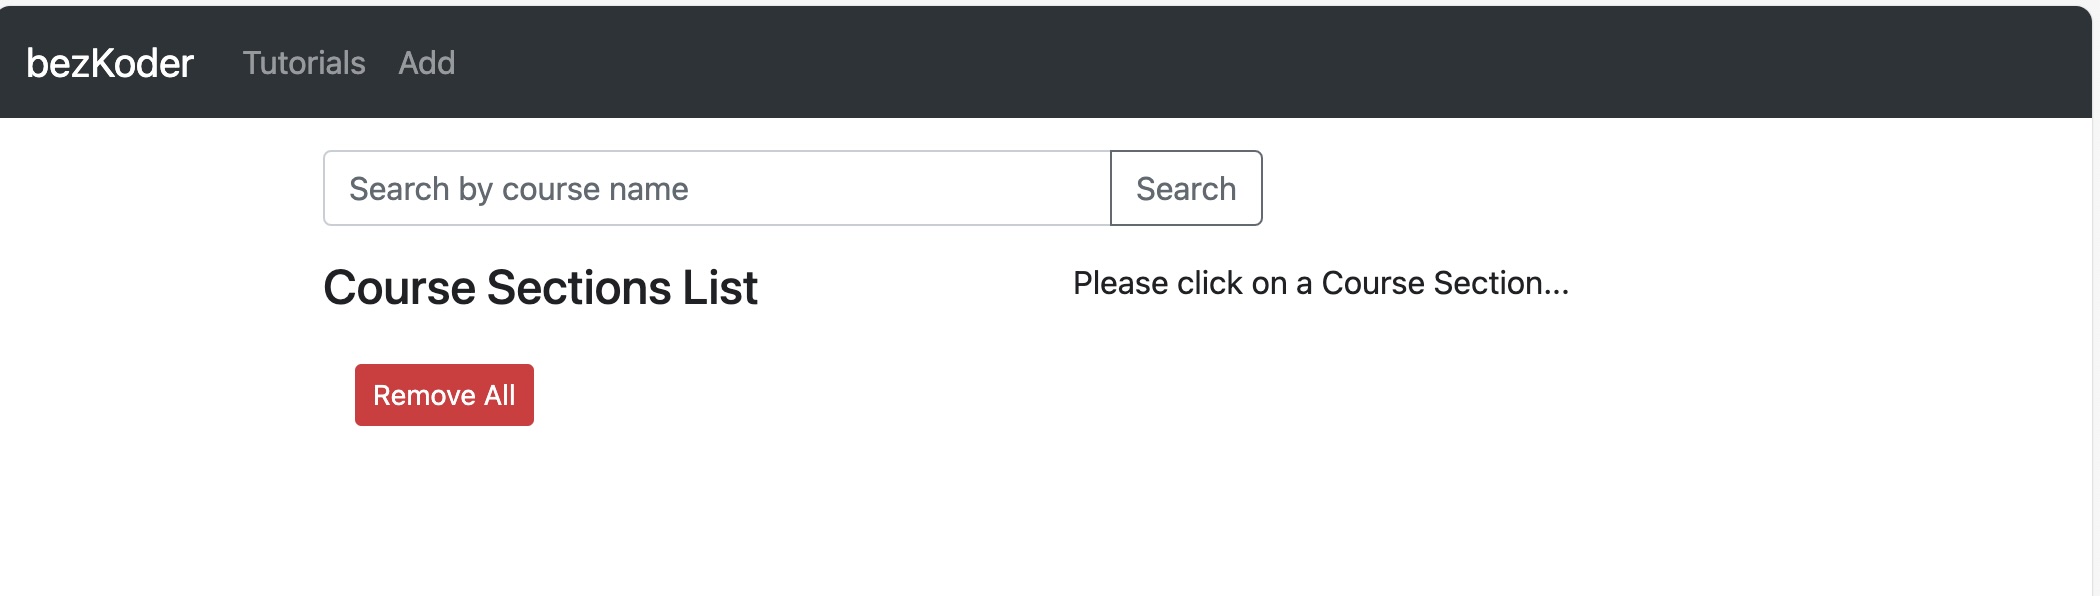 bezKoder Tutorials Add
Search by course name Search
Course Sections List
Please click on a Course Section...
Remove All